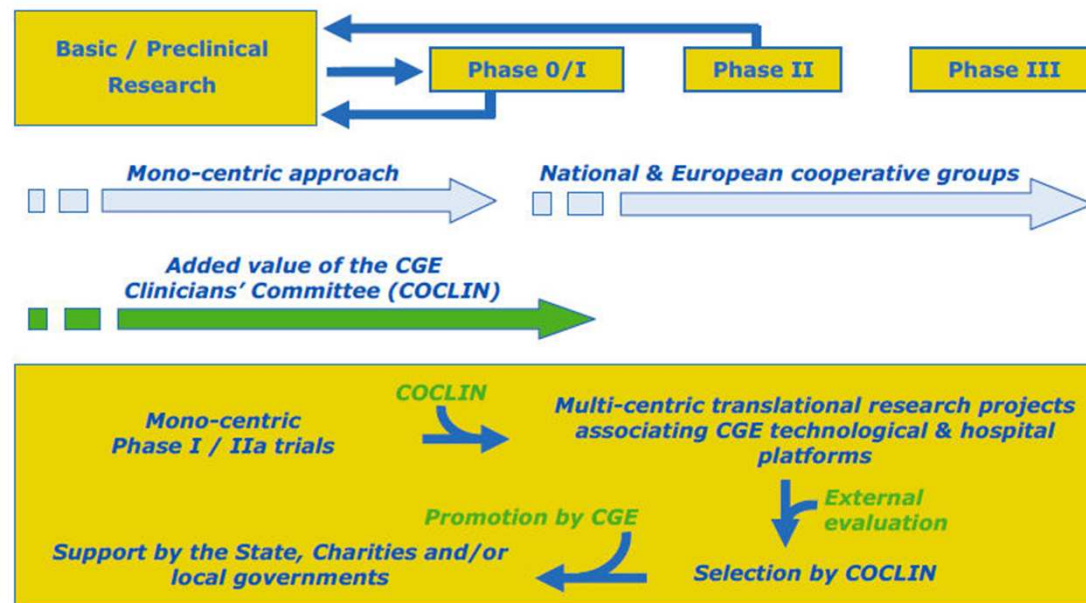 Basic / Preclinical
Research
Phase 0/I
Phase II
Phase III
Mono-centric approach
National & European cooperative groups
Added value of the CGE
Clinicians’ Committee (COCLIN)
COCLIN
Mono-centric
Phase I / IIa trials
Multi-centric translational research projects
associating CGE technological & hospital
platforms
External
evaluation
Promotion by CGE
Support by the State, Charities and/or
local governments
Selection by COCLIN